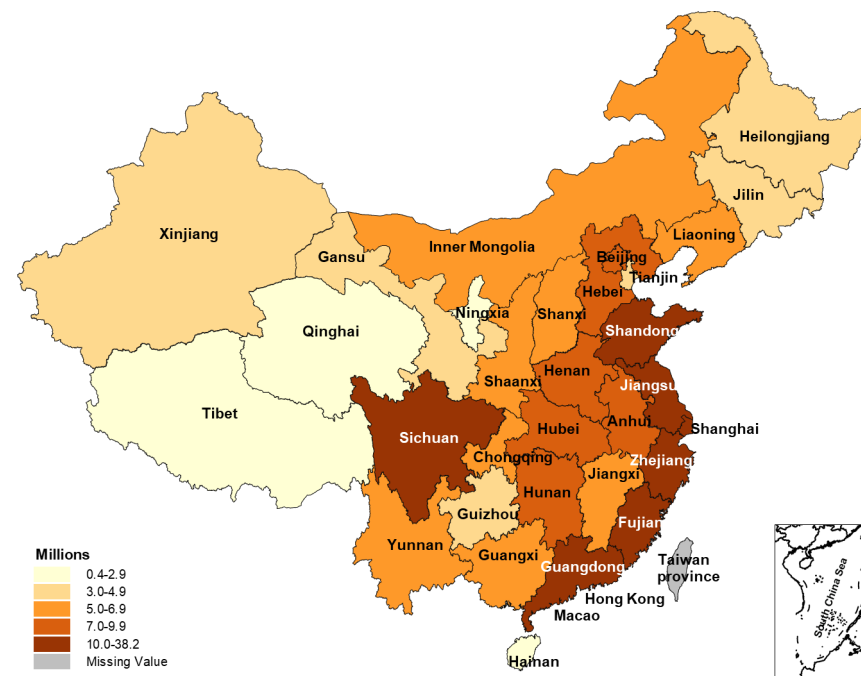 Heilongjiang
Jilin
Xinjiang
Inner Mongolia
Liaoning
Gansu
Beijing
Tianjin
Hebei
Ningxia
Shanxi
Qinghai
Shandong
Henan
Shaanxi
Jiangsu
Tibet
Sichuan
Hubei
Anhui
Shanghai
Chongqing
Zhejiang
Hunan
Jiangxi
Guizhou
Fujian
Yunnan
Guangxi
Guangdong
Taiwan
province
Hong Kong
Macao
Hainan
South China Sea
Millions
0.4-2.9
3.0-4.9
5.0-6.9
7.0-9.9
10.0-38.2
Missing Value